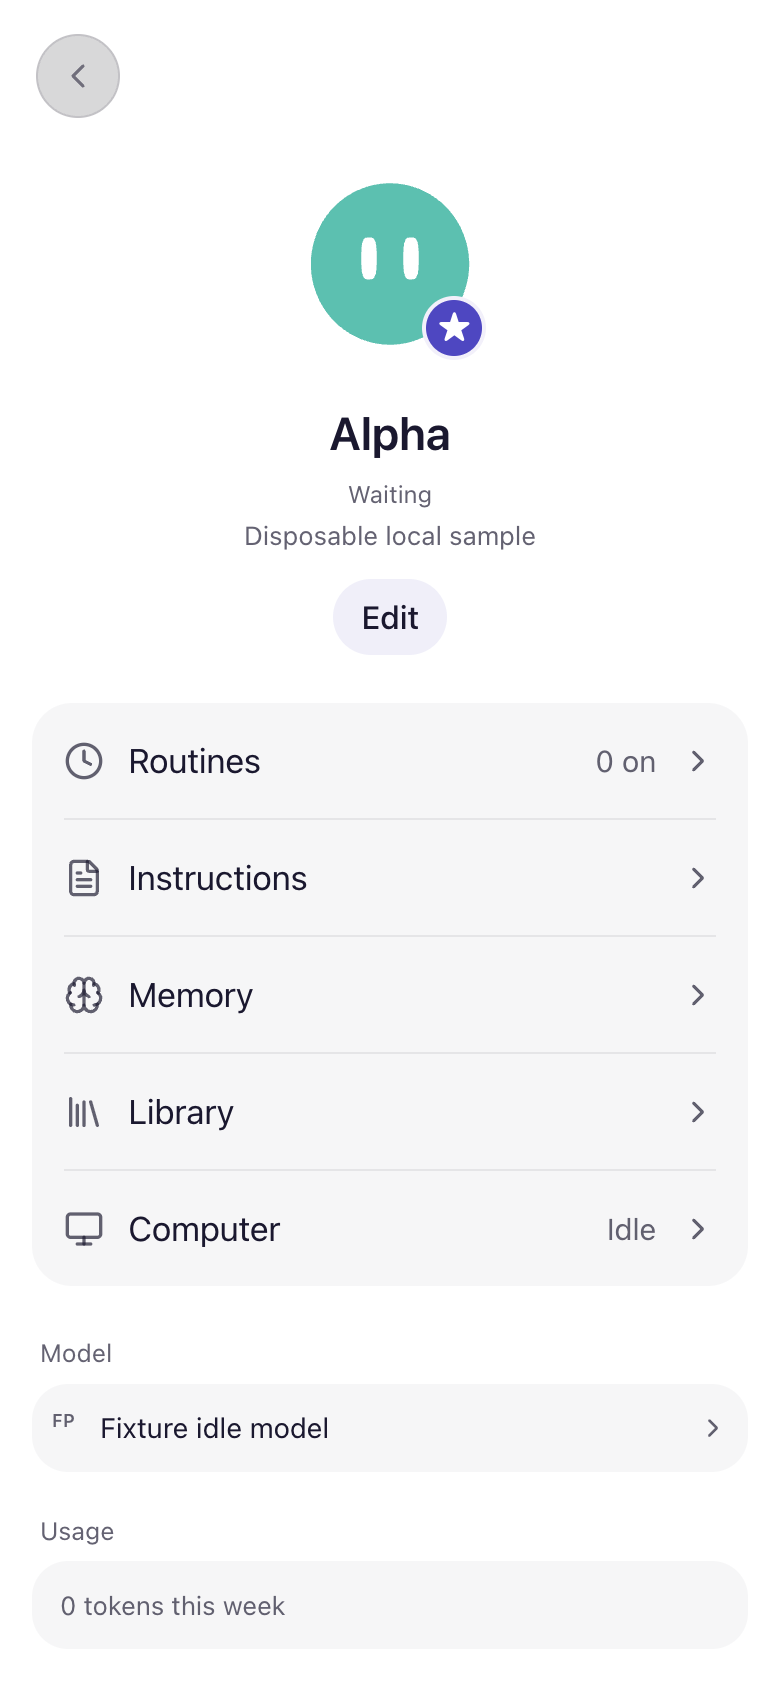 Alpha
Waiting
Disposable local sample
Edit
Routines 0 on
Instructions
Memory
Library
Computer Idle
Model
FP Fixture idle model
Usage
0 tokens this week